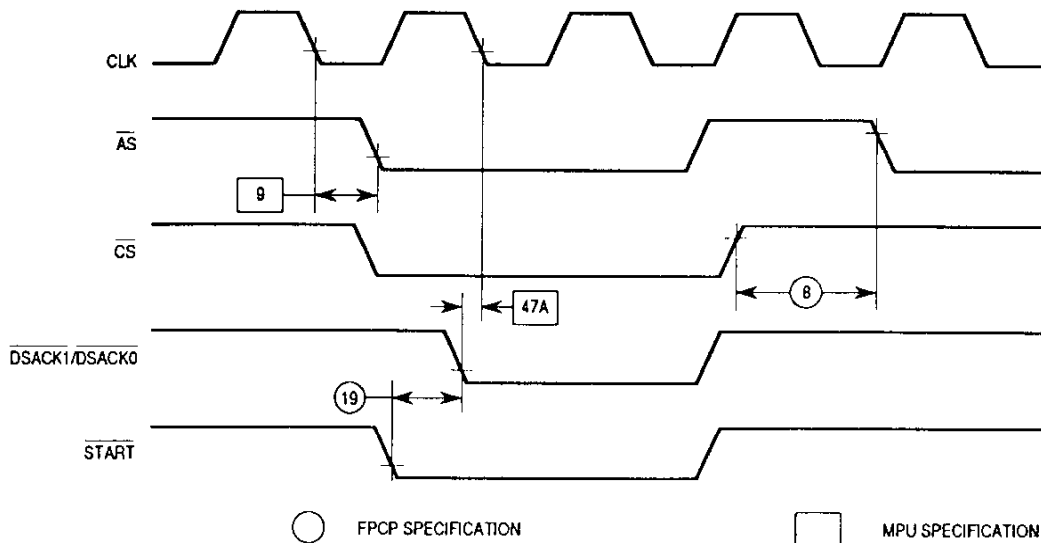 CLK
AS
9
CS
8
47A
DSACK1/DSACK0
19
START
FPCP SPECIFICATION
MPU SPECIFICATION